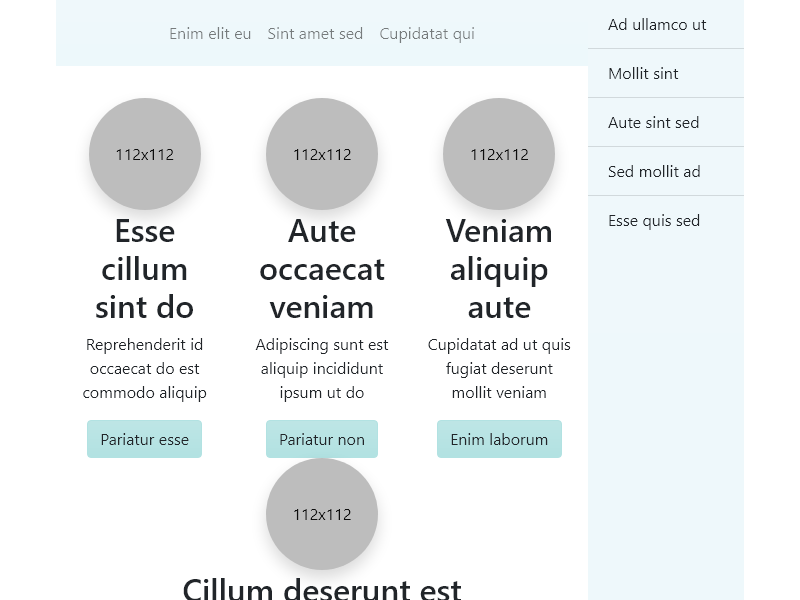 Enim elit eu
Sint amet sed
Cupidatat qui
112x112
Esse
cillum
sint do
Reprehenderit id
occaecat do est
commodo aliquip
Pariatur esse
112x112
Aute
occaecat
veniam
Adipiscing sunt est
aliquip incididunt
ipsum ut do
Pariatur non
112x112
Veniam
aliquip
aute
Cupidatat ad ut quis
fugiat deserunt
mollit veniam
Enim laborum
112x112
Cillum deserunt est
Ad ullamco ut
Mollit sint
Aute sint sed
Sed mollit ad
Esse quis sed